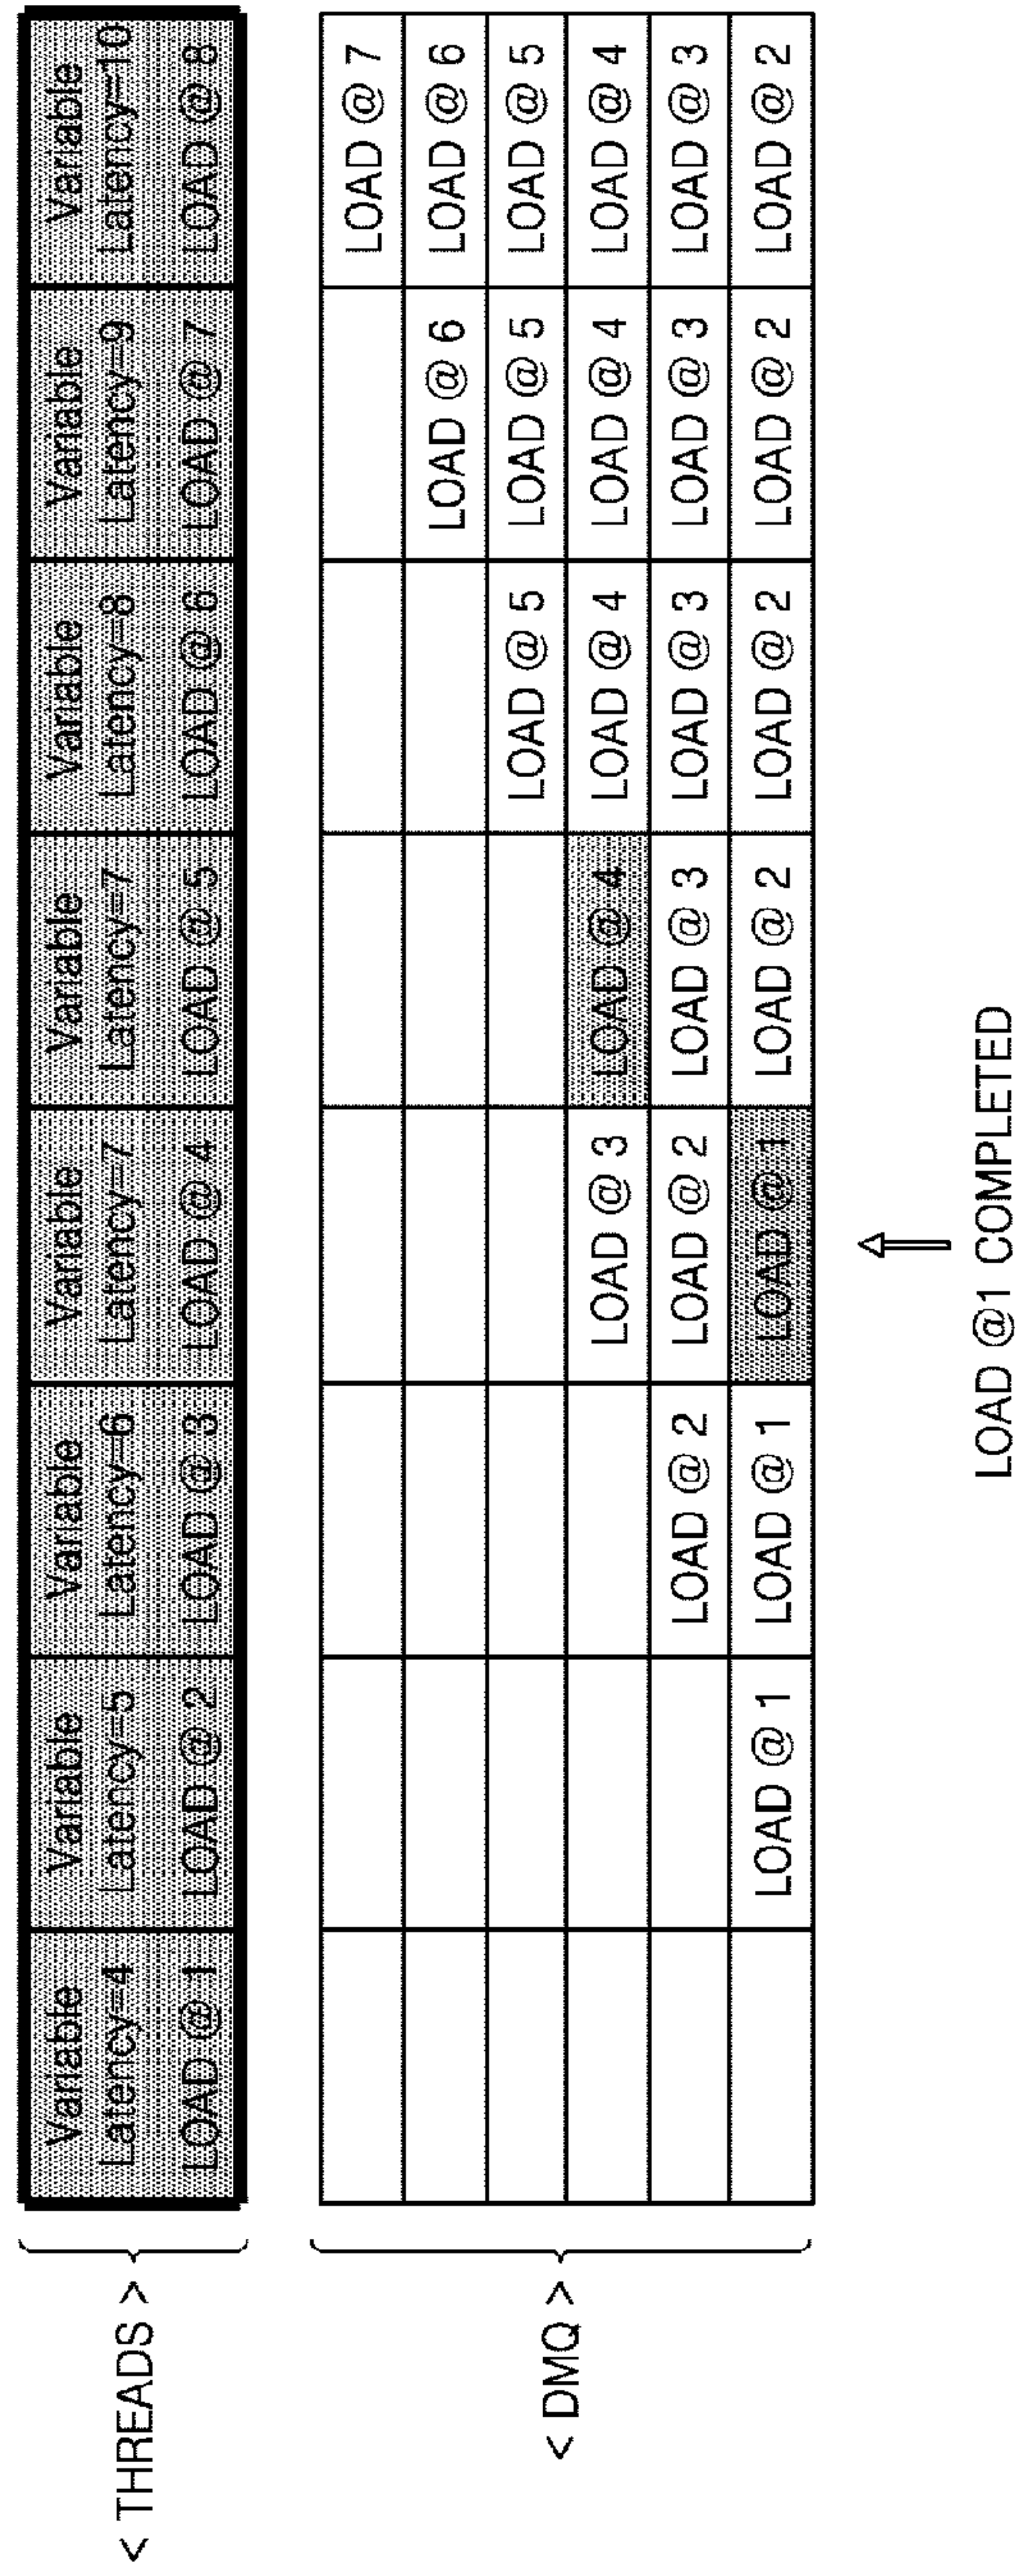 < THREADS >
Variable
Latency=4
LOAD @ 1
Variable
Latency=5
LOAD @ 2
Variable
Latency=6
LOAD @ 3
Variable
Latency=7
LOAD @ 4
Variable
Latency=7
LOAD @ 5
Variable
Latency=8
LOAD @ 6
Variable
Latency=9
LOAD @ 7
Variable
Latency=10
LOAD @ 8
< DMQ >
LOAD @ 7
LOAD @ 6
LOAD @ 6
LOAD @ 5
LOAD @ 5
LOAD @ 5
LOAD @ 3
LOAD @ 4
LOAD @ 4
LOAD @ 4
LOAD @ 4
LOAD @ 2
LOAD @ 2
LOAD @ 3
LOAD @ 3
LOAD @ 3
LOAD @ 3
LOAD @ 1
LOAD @ 1
LOAD @ 1
LOAD @ 2
LOAD @ 2
LOAD @ 2
LOAD @ 2
LOAD @1 COMPLETED